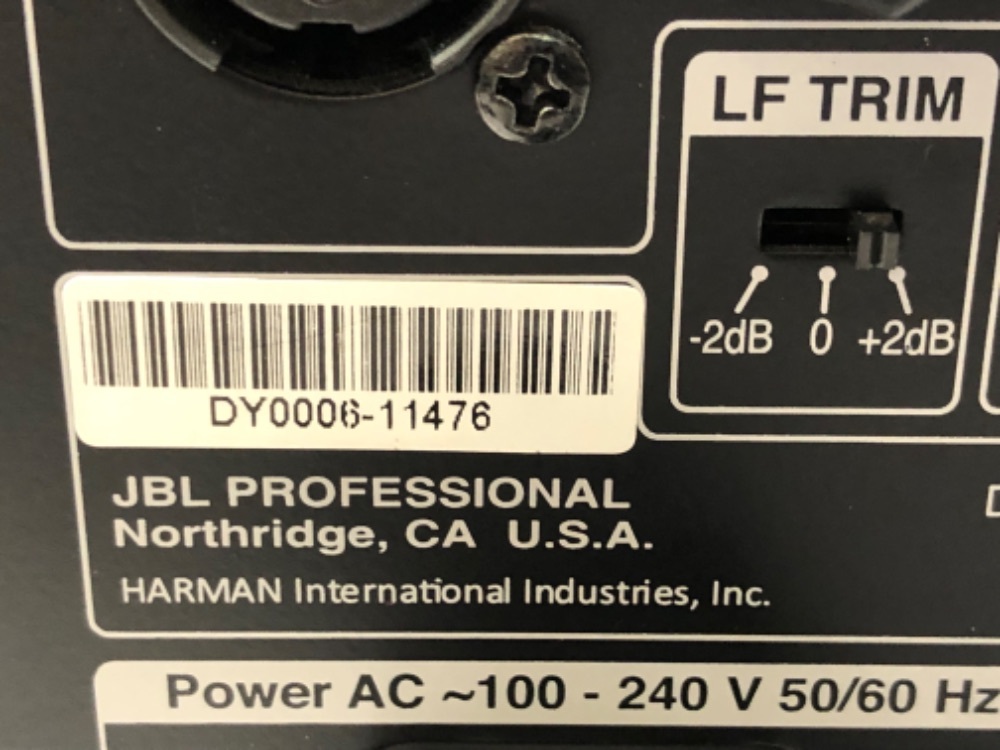 LF TRIM
-2dB 0 +2dB
DY0006-11476
JBL PROFESSIONAL
Northridge, CA U.S.A.
HARMAN International Industries, Inc.
Power AC ~100 - 240 V 50/60 Hz